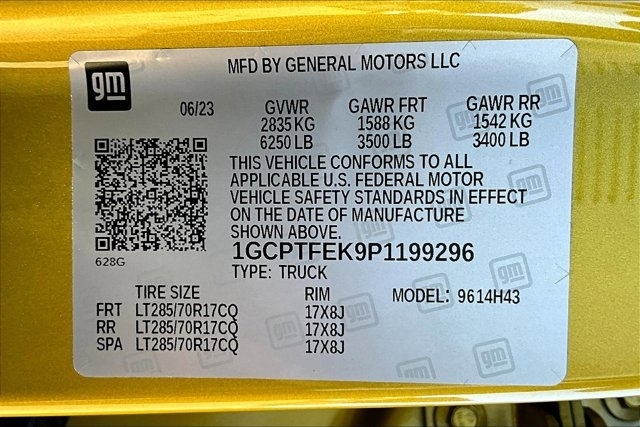 gm
MFD BY GENERAL MOTORS LLC
06/23 GVWR GAWR FRT GAWR RR
2835 KG 1588 KG 1542 KG
6250 LB 3500 LB 3400 LB
THIS VEHICLE CONFORMS TO ALL
APPLICABLE U.S. FEDERAL MOTOR
VEHICLE SAFETY STANDARDS IN EFFECT
ON THE DATE OF MANUFACTURE
SHOWN ABOVE.
628G
1GCPTFEK9P1199296
TYPE: TRUCK
TIRE SIZE RIM MODEL: 9614H43
FRT LT285/70R17CQ 17X8J
RR LT285/70R17CQ 17X8J
SPA LT285/70R17CQ 17X8J